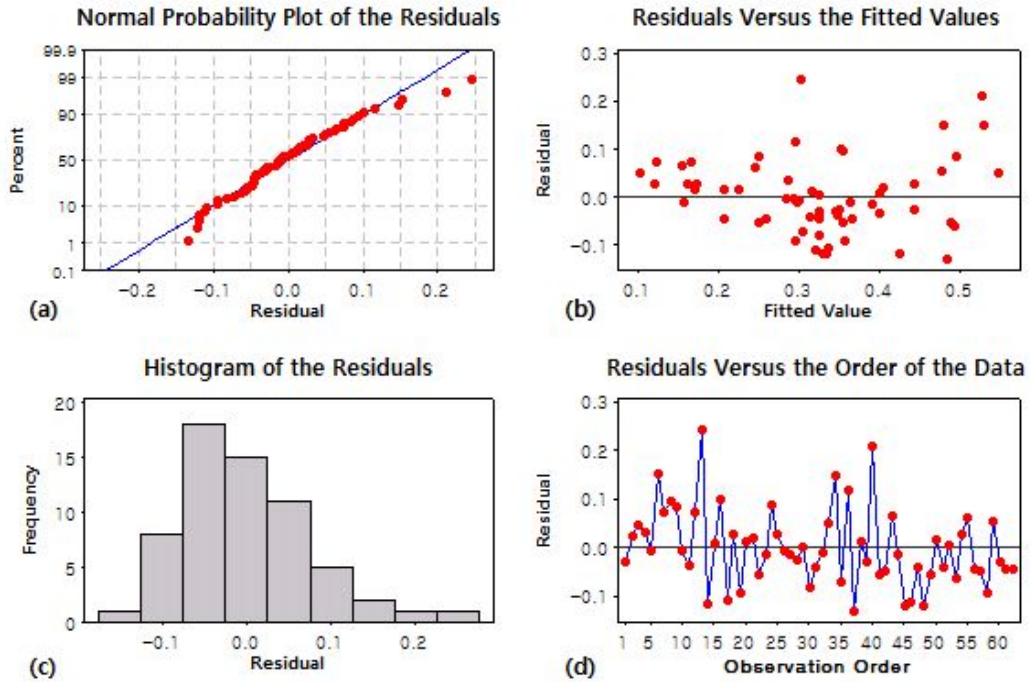 Normal Probability Plot of the Residuals
99.9
99
90
50
10
1
0.1
Percent
−0.2 −0.1 0.0 0.1 0.2
Residual
(a)
Residuals Versus the Fitted Values
0.3
0.2
0.1
0.0
−0.1
Residual
0.1 0.2 0.3 0.4 0.5
Fitted Value
(b)
Histogram of the Residuals
20
15
10
5
0
Frequency
−0.1 0.0 0.1 0.2
Residual
(c)
Residuals Versus the Order of the Data
0.3
0.2
0.1
0.0
−0.1
Residual
1 5 10 15 20 25 30 35 40 45 50 55 60
Observation Order
(d)